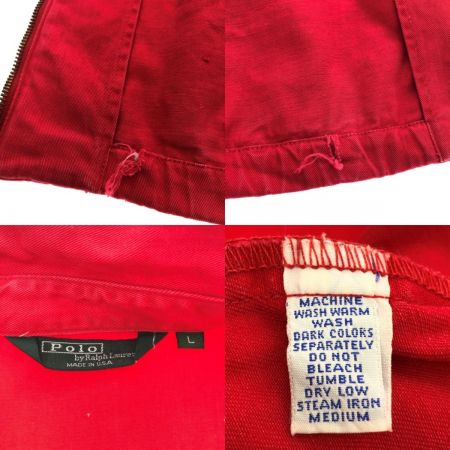 Polo
by Ralph Lauren
MADE IN U.S.A.
L
MACHINE
WASH WARM
WASH
DARK COLORS
SEPARATELY
DO NOT
BLEACH
TUMBLE
DRY LOW
STEAM IRON
MEDIUM